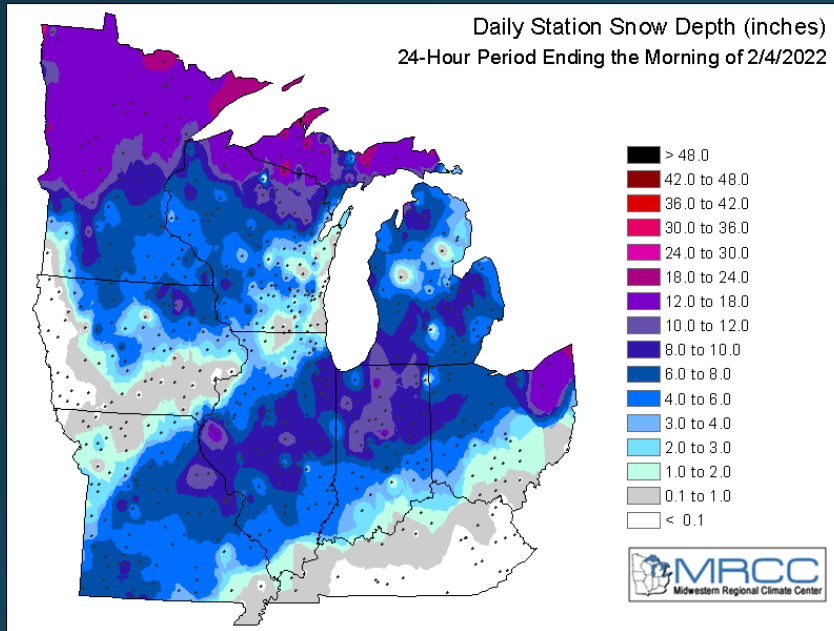 Daily Station Snow Depth (inches)
24-Hour Period Ending the Morning of 2/4/2022
> 48.0
42.0 to 48.0
36.0 to 42.0
30.0 to 36.0
24.0 to 30.0
18.0 to 24.0
12.0 to 18.0
10.0 to 12.0
8.0 to 10.0
6.0 to 8.0
4.0 to 6.0
3.0 to 4.0
2.0 to 3.0
1.0 to 2.0
0.1 to 1.0
< 0.1
MRCC
Midwestern Regional Climate Center